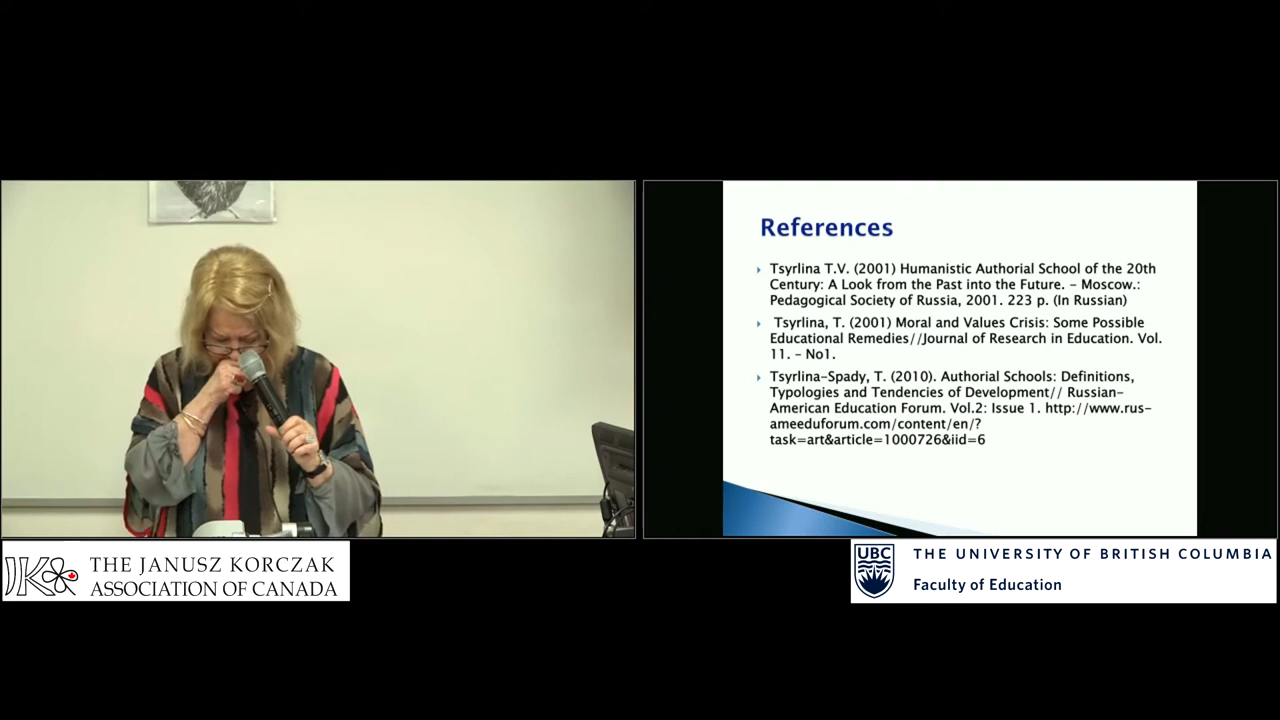 References
Tsyrlina T.V. (2001) Humanistic Authorial School of the 20th
Century: A Look from the Past into the Future. – Moscow.:
Pedagogical Society of Russia, 2001. 223 p. (In Russian)
Tsyrlina, T. (2001) Moral and Values Crisis: Some Possible
Educational Remedies//Journal of Research in Education. Vol.
11. – No1.
Tsyrlina-Spady, T. (2010). Authorial Schools: Definitions,
Typologies and Tendencies of Development// Russian-
American Education Forum. Vol.2: Issue 1. http://www.rus-
ameeduforum.com/content/en/?
task=art&article=1000726&iid=6
JK
THE JANUSZ KORCZAK
ASSOCIATION OF CANADA
UBC
THE UNIVERSITY OF BRITISH COLUMBIA
Faculty of Education